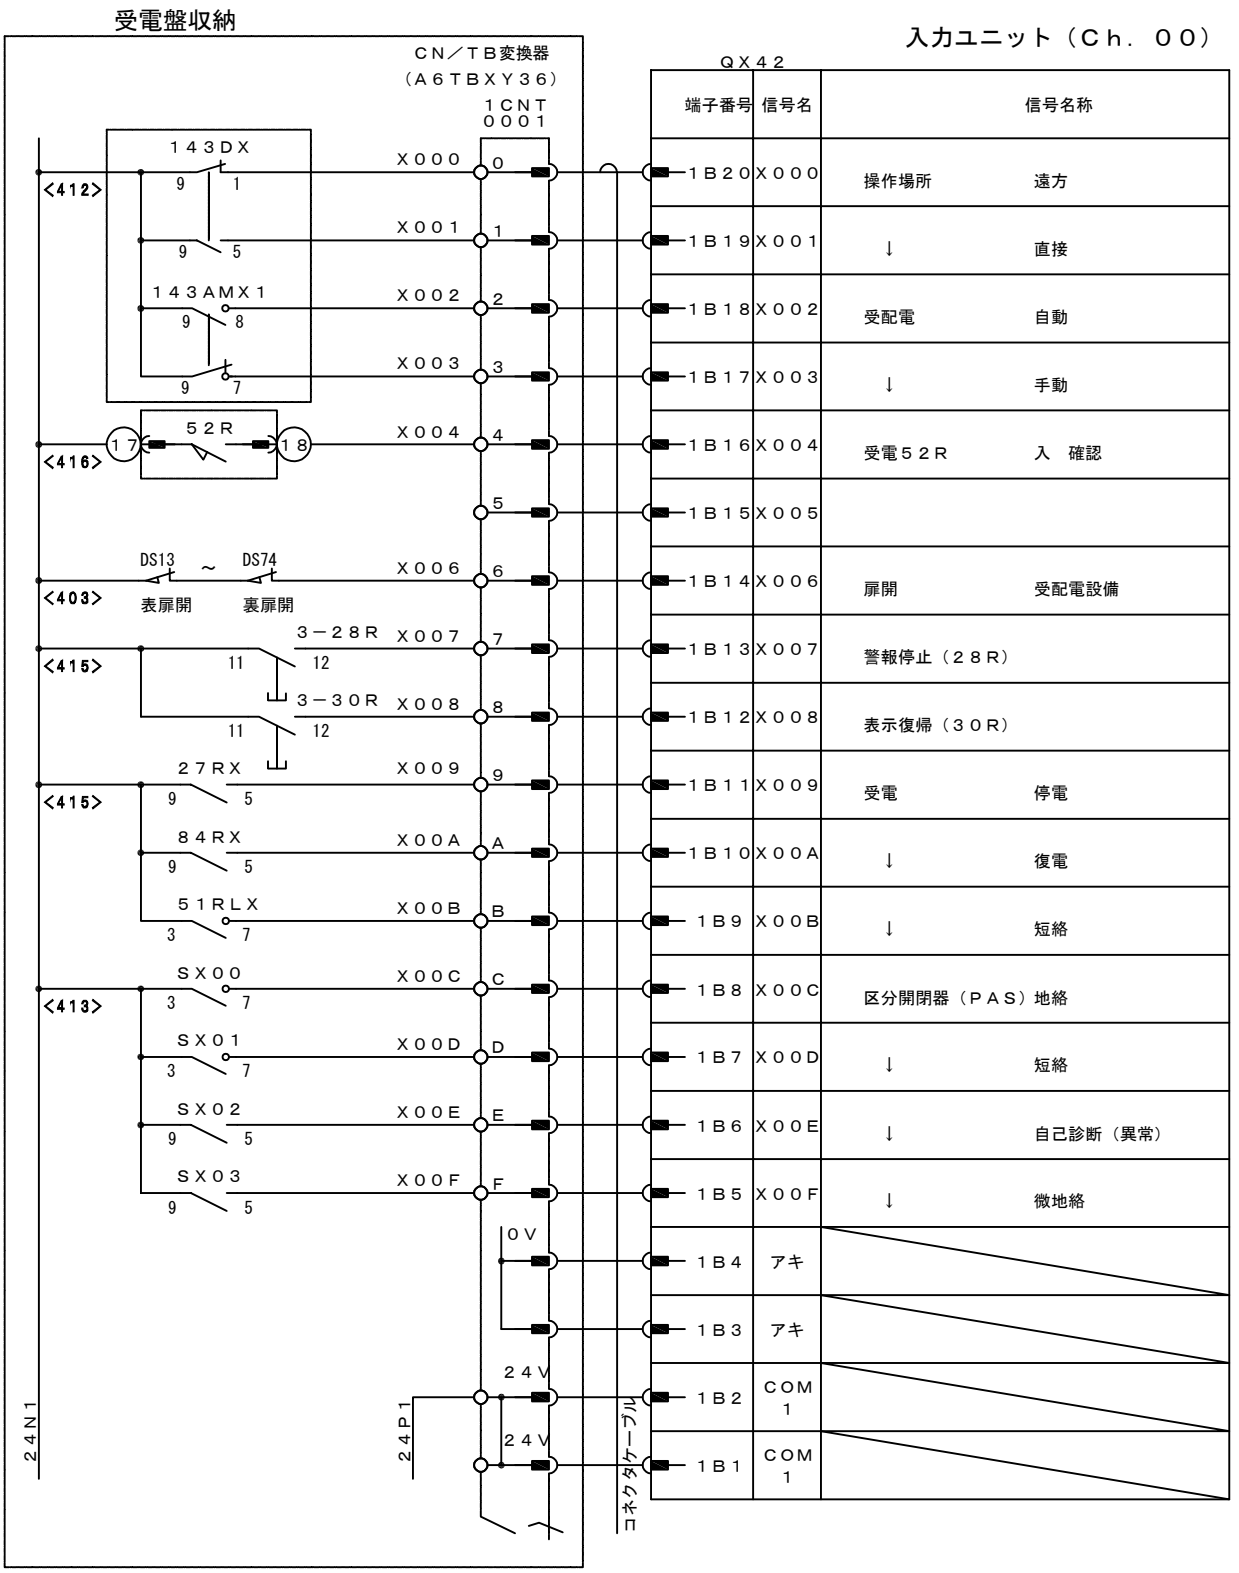 受電盤収納
入力ユニット（Ｃｈ．００）
ＣＮ／ＴＢ変換器
（Ａ６ＴＢＸＹ３６）
１ＣＮＴ
０００１
ＱＸ４２
端子番号 信号名 信号名称
１４３ＤＸ
<412> 9 1 Ｘ０００ ０ １Ｂ２０ Ｘ０００ 操作場所 遠方
9 5 Ｘ００１ １ １Ｂ１９ Ｘ００１ ↓ 直接
１４３ＡＭＸ１
9 8 Ｘ００２ ２ １Ｂ１８ Ｘ００２ 受配電 自動
9 7 Ｘ００３ ３ １Ｂ１７ Ｘ００３ ↓ 手動
５２Ｒ
<416> １７ １８ Ｘ００４ ４ １Ｂ１６ Ｘ００４ 受電５２Ｒ 入 確認
５ １Ｂ１５ Ｘ００５
DS13 ～ DS74
<403> 表扉開 裏扉開 Ｘ００６ ６ １Ｂ１４ Ｘ００６ 扉開 受配電設備
３－２８Ｒ
<415> 11 12 Ｘ００７ ７ １Ｂ１３ Ｘ００７ 警報停止（２８Ｒ）
３－３０Ｒ
11 12 Ｘ００８ ８ １Ｂ１２ Ｘ００８ 表示復帰（３０Ｒ）
２７ＲＸ
<415> 9 5 Ｘ００９ ９ １Ｂ１１ Ｘ００９ 受電 停電
８４ＲＸ
9 5 Ｘ００Ａ Ａ １Ｂ１０ Ｘ００Ａ ↓ 復電
５１ＲＬＸ
3 7 Ｘ００Ｂ Ｂ １Ｂ９ Ｘ００Ｂ ↓ 短絡
ＳＸ００
<413> 3 7 Ｘ００Ｃ Ｃ １Ｂ８ Ｘ００Ｃ 区分開閉器（ＰＡＳ）地絡
ＳＸ０１
3 7 Ｘ００Ｄ Ｄ １Ｂ７ Ｘ００Ｄ ↓ 短絡
ＳＸ０２
9 5 Ｘ００Ｅ Ｅ １Ｂ６ Ｘ００Ｅ ↓ 自己診断（異常）
ＳＸ０３
9 5 Ｘ００Ｆ Ｆ １Ｂ５ Ｘ００Ｆ ↓ 微地絡
０Ｖ
１Ｂ４ アキ
１Ｂ３ アキ
２４Ｖ １Ｂ２ ＣＯＭ１
２４Ｖ １Ｂ１ ＣＯＭ１
２４Ｎ１
２４Ｐ１
コネクタケーブル